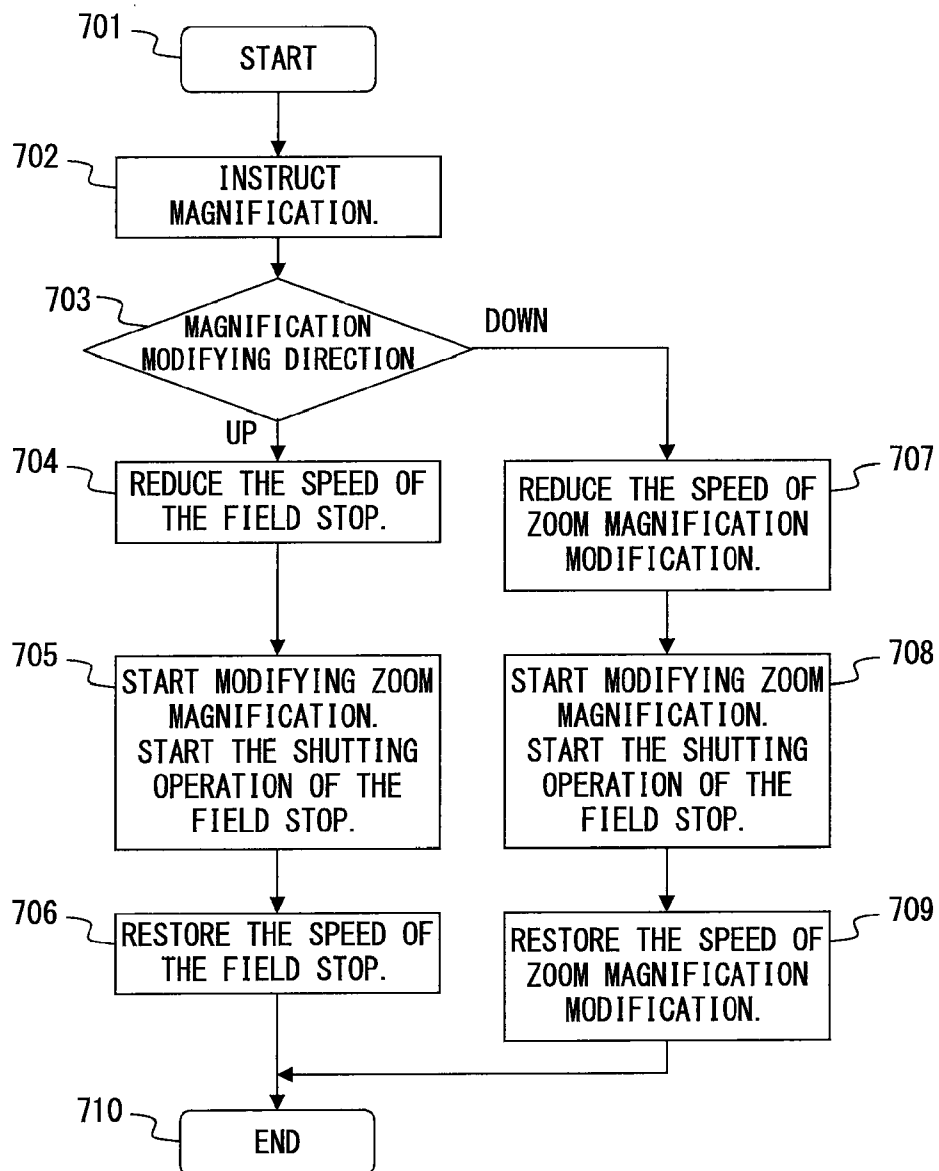 701
START
702
INSTRUCT
MAGNIFICATION.
703
MAGNIFICATION
MODIFYING DIRECTION
DOWN
UP
704
REDUCE THE SPEED OF
THE FIELD STOP.
707
REDUCE THE SPEED OF
ZOOM MAGNIFICATION
MODIFICATION.
705
START MODIFYING ZOOM
MAGNIFICATION.
START THE SHUTTING
OPERATION OF THE
FIELD STOP.
708
START MODIFYING ZOOM
MAGNIFICATION.
START THE SHUTTING
OPERATION OF THE
FIELD STOP.
706
RESTORE THE SPEED OF
THE FIELD STOP.
709
RESTORE THE SPEED OF
ZOOM MAGNIFICATION
MODIFICATION.
710
END